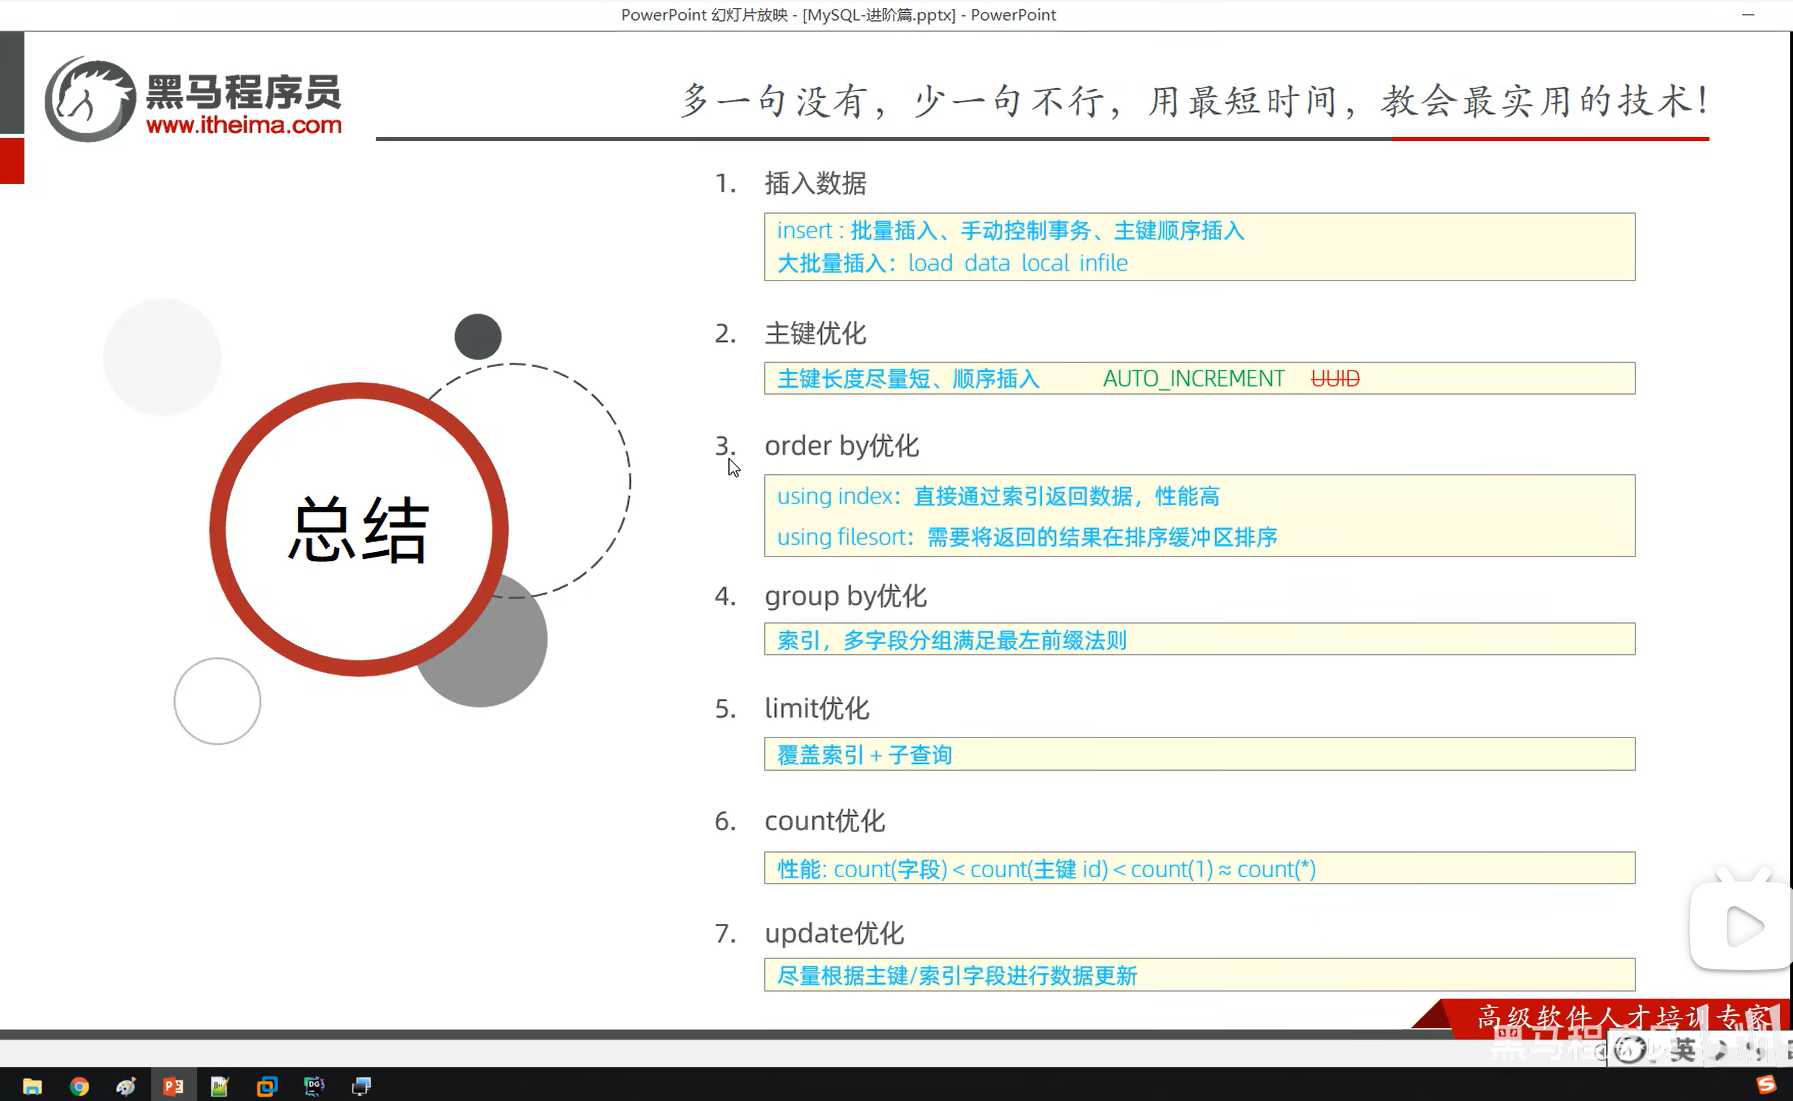 PowerPoint 幻灯片放映 - [MySQL-进阶篇.pptx] - PowerPoint
黑马程序员
www.itheima.com
多一句没有，少一句不行，用最短时间，教会最实用的技术！
总结
1. 插入数据
insert : 批量插入、手动控制事务、主键顺序插入
大批量插入：load data local infile
2. 主键优化
主键长度尽量短、顺序插入 AUTO_INCREMENT UUID
3. order by优化
using index：直接通过索引返回数据，性能高
using filesort：需要将返回的结果在排序缓冲区排序
4. group by优化
索引，多字段分组满足最左前缀法则
5. limit优化
覆盖索引 + 子查询
6. count优化
性能: count(字段) < count(主键 id) < count(1) ≈ count(*)
7. update优化
尽量根据主键/索引字段进行数据更新
高级软件人才培训专家
黑马程序员
英